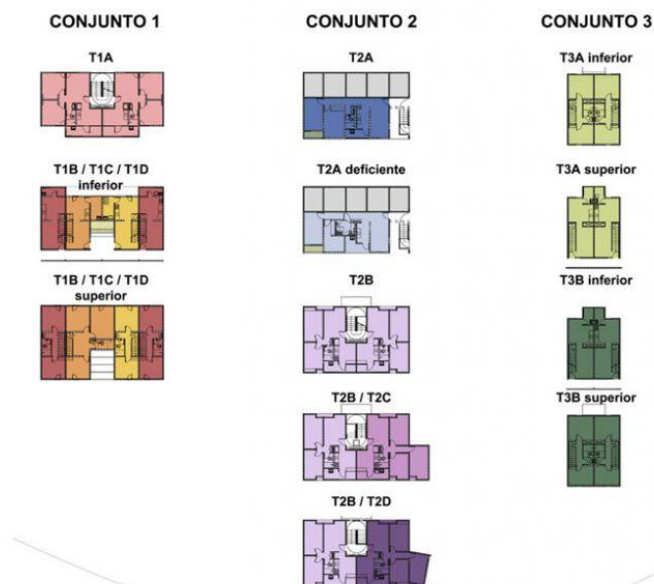 CONJUNTO 1
T1A
T1B / T1C / T1D
inferior
T1B / T1C / T1D
superior
CONJUNTO 2
T2A
T2A deficiente
T2B
T2B / T2C
T2B / T2D
CONJUNTO 3
T3A inferior
T3A superior
T3B inferior
T3B superior